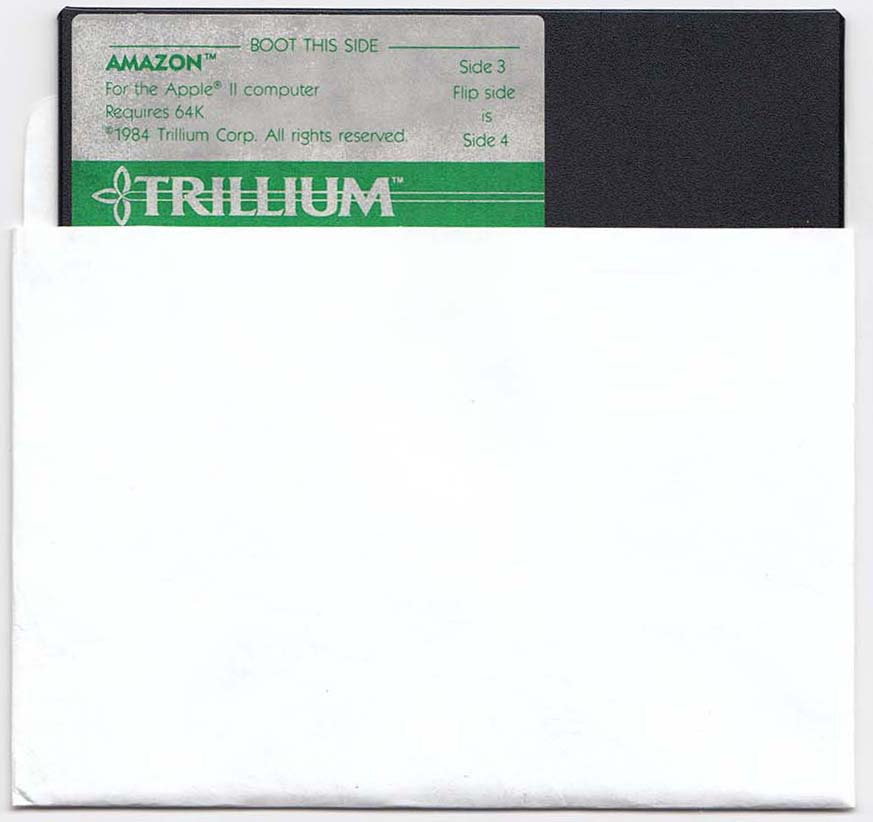 BOOT THIS SIDE
AMAZON™
For the Apple® II computer
Requires 64K
©1984 Trillium Corp. All rights reserved.
Side 3
Flip side
is
Side 4
TRILLIUM™